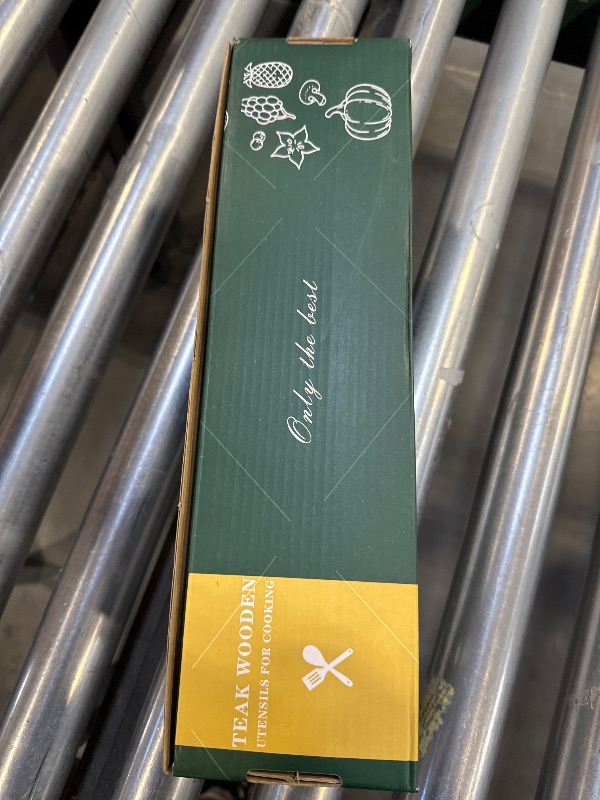 Only the best
TEAK WOODEN
UTENSILS FOR COOKING